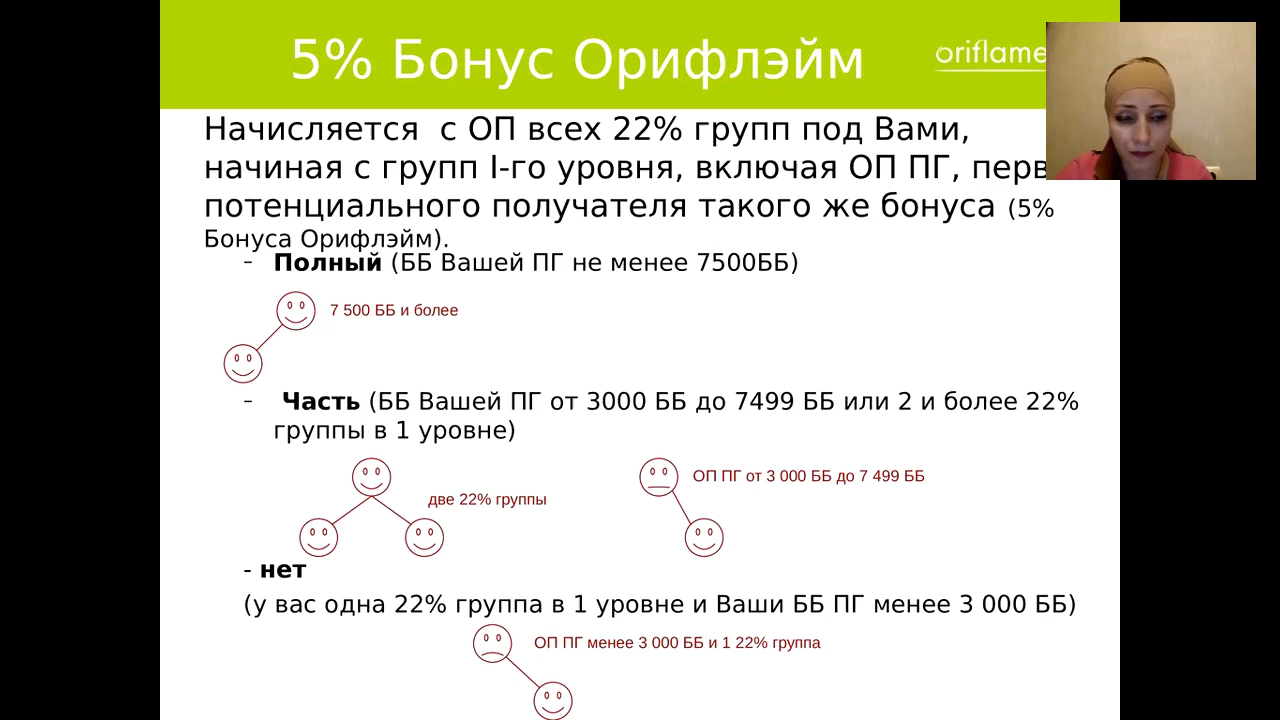 5% Бонус Орифлэйм
oriflame
Начисляется с ОП всех 22% групп под Вами,
начиная с групп I-го уровня, включая ОП ПГ,
потенциального получателя такого же бонуса (5%
Бонуса Орифлэйм).
- Полный (ББ Вашей ПГ не менее 7500ББ)
7 500 ББ и более
- Часть (ББ Вашей ПГ от 3000 ББ до 7499 ББ или 2 и более 22%
группы в 1 уровне)
две 22% группы
ОП ПГ от 3 000 ББ до 7 499 ББ
- нет
(у вас одна 22% группа в 1 уровне и Ваши ББ ПГ менее 3 000 ББ)
ОП ПГ менее 3 000 ББ и 1 22% группа